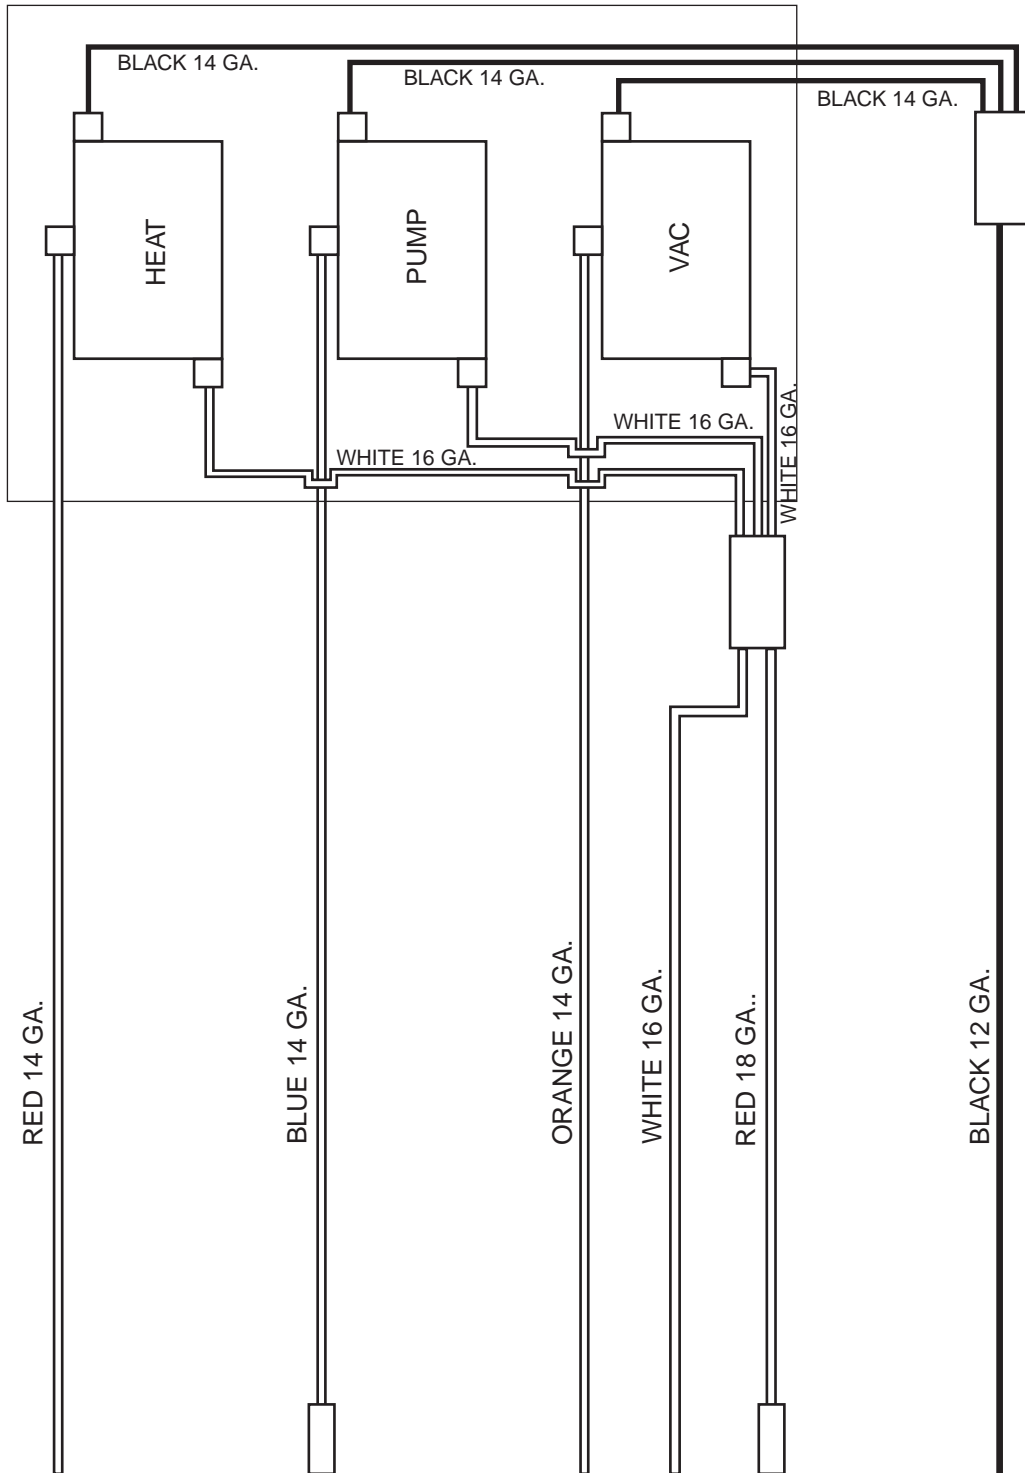 BLACK 14 GA.
BLACK 14 GA.
BLACK 14 GA.
HEAT
PUMP
VAC
WHITE 16 GA.
WHITE 16 GA.
WHITE 16 GA.
RED 14 GA.
BLUE 14 GA.
ORANGE 14 GA.
WHITE 16 GA.
RED 18 GA..
BLACK 12 GA.